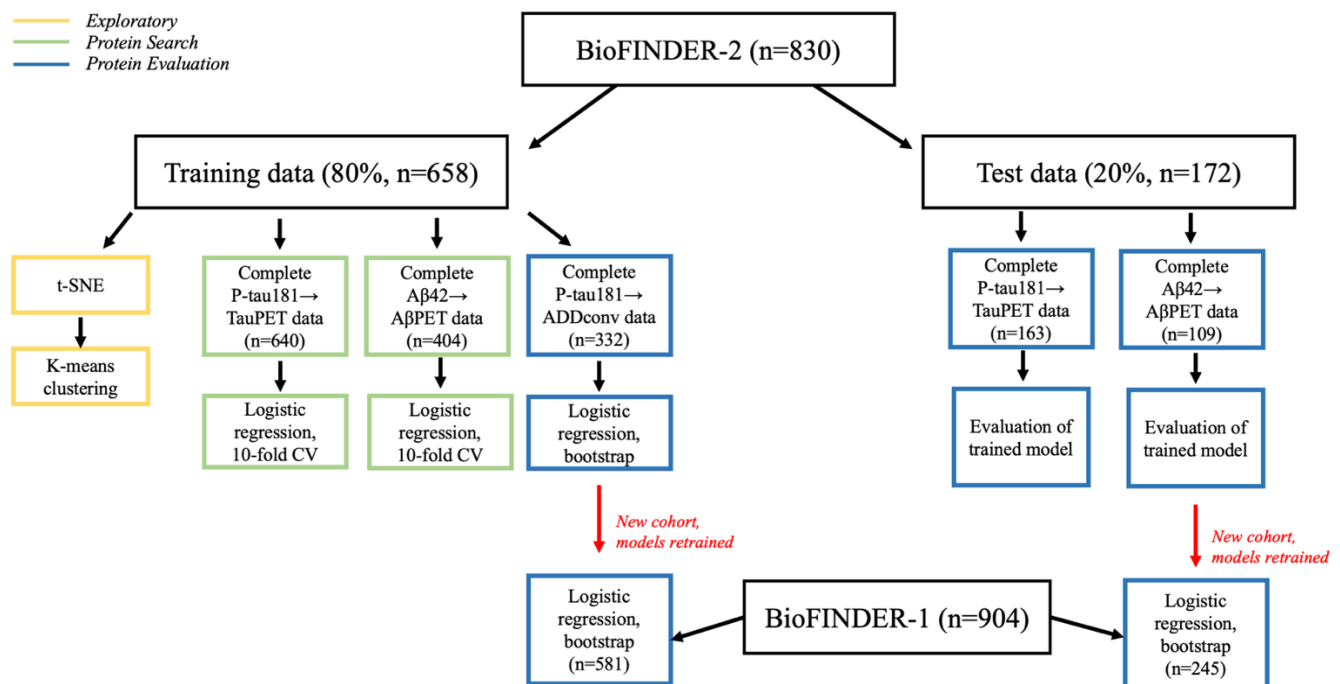 Exploratory
Protein Search
Protein Evaluation
BioFINDER-2 (n=830)
Training data (80%, n=658)
Test data (20%, n=172)
t-SNE
K-means
clustering
Complete
P-tau181→
TauPET data
(n=640)
Logistic
regression,
10-fold CV
Complete
Aβ42→
AβPET data
(n=404)
Logistic
regression,
10-fold CV
Complete
P-tau181→
ADDconv data
(n=332)
Logistic
regression,
bootstrap
Complete
P-tau181→
TauPET data
(n=163)
Evaluation of
trained model
Complete
Aβ42→
AβPET data
(n=109)
Evaluation of
trained model
New cohort,
models retrained
New cohort,
models retrained
Logistic
regression,
bootstrap
(n=581)
BioFINDER-1 (n=904)
Logistic
regression,
bootstrap
(n=245)